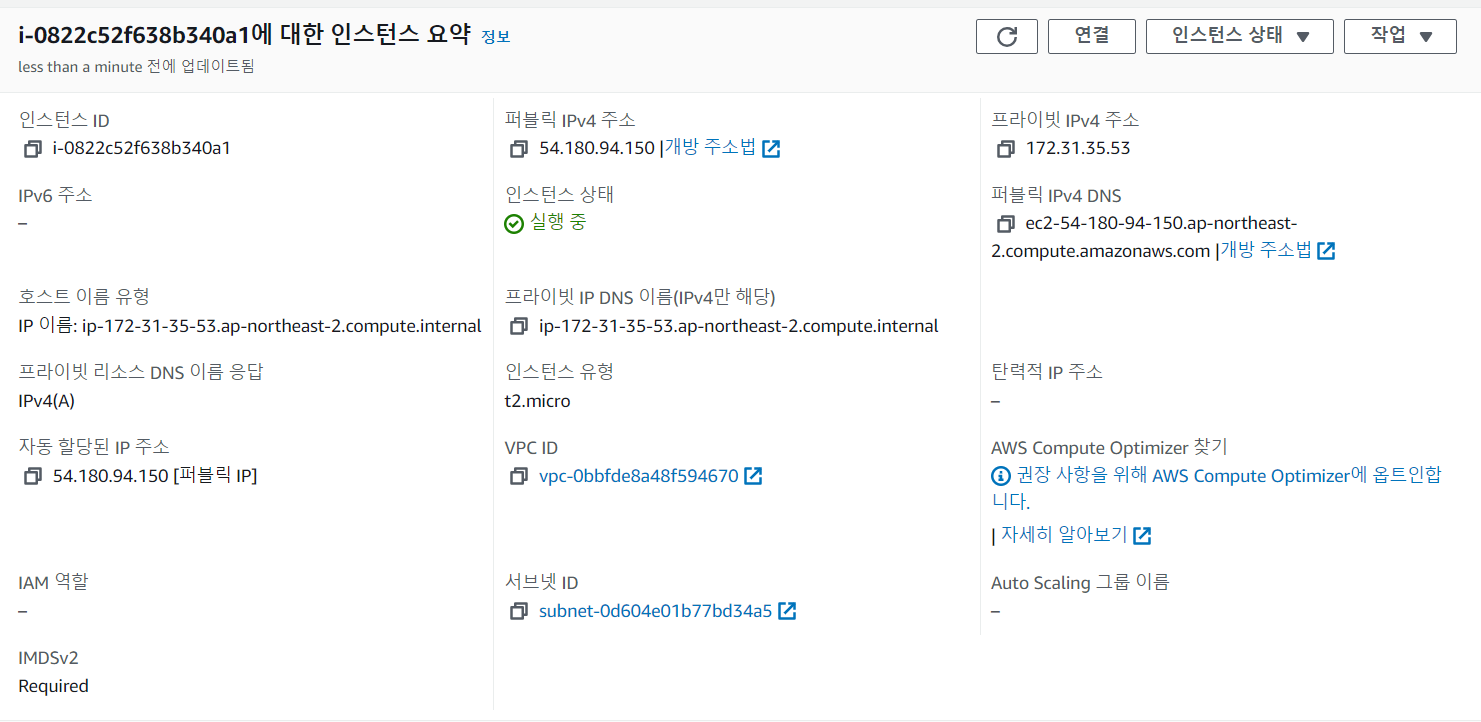 i-0822c52f638b340a1에 대한 인스턴스 요약 정보
less than a minute 전에 업데이트됨
연결
인스턴스 상태
작업
인스턴스 ID
i-0822c52f638b340a1
퍼블릭 IPv4 주소
54.180.94.150 |개방 주소법
프라이빗 IPv4 주소
172.31.35.53
IPv6 주소
–
인스턴스 상태
실행 중
퍼블릭 IPv4 DNS
ec2-54-180-94-150.ap-northeast-
2.compute.amazonaws.com |개방 주소법
호스트 이름 유형
IP 이름: ip-172-31-35-53.ap-northeast-2.compute.internal
프라이빗 IP DNS 이름(IPv4만 해당)
ip-172-31-35-53.ap-northeast-2.compute.internal
프라이빗 리소스 DNS 이름 응답
IPv4(A)
인스턴스 유형
t2.micro
탄력적 IP 주소
–
자동 할당된 IP 주소
54.180.94.150 [퍼블릭 IP]
VPC ID
vpc-0bbfde8a48f594670
AWS Compute Optimizer 찾기
권장 사항을 위해 AWS Compute Optimizer에 옵트인합
니다.
| 자세히 알아보기
IAM 역할
–
서브넷 ID
subnet-0d604e01b77bd34a5
Auto Scaling 그룹 이름
–
IMDSv2
Required